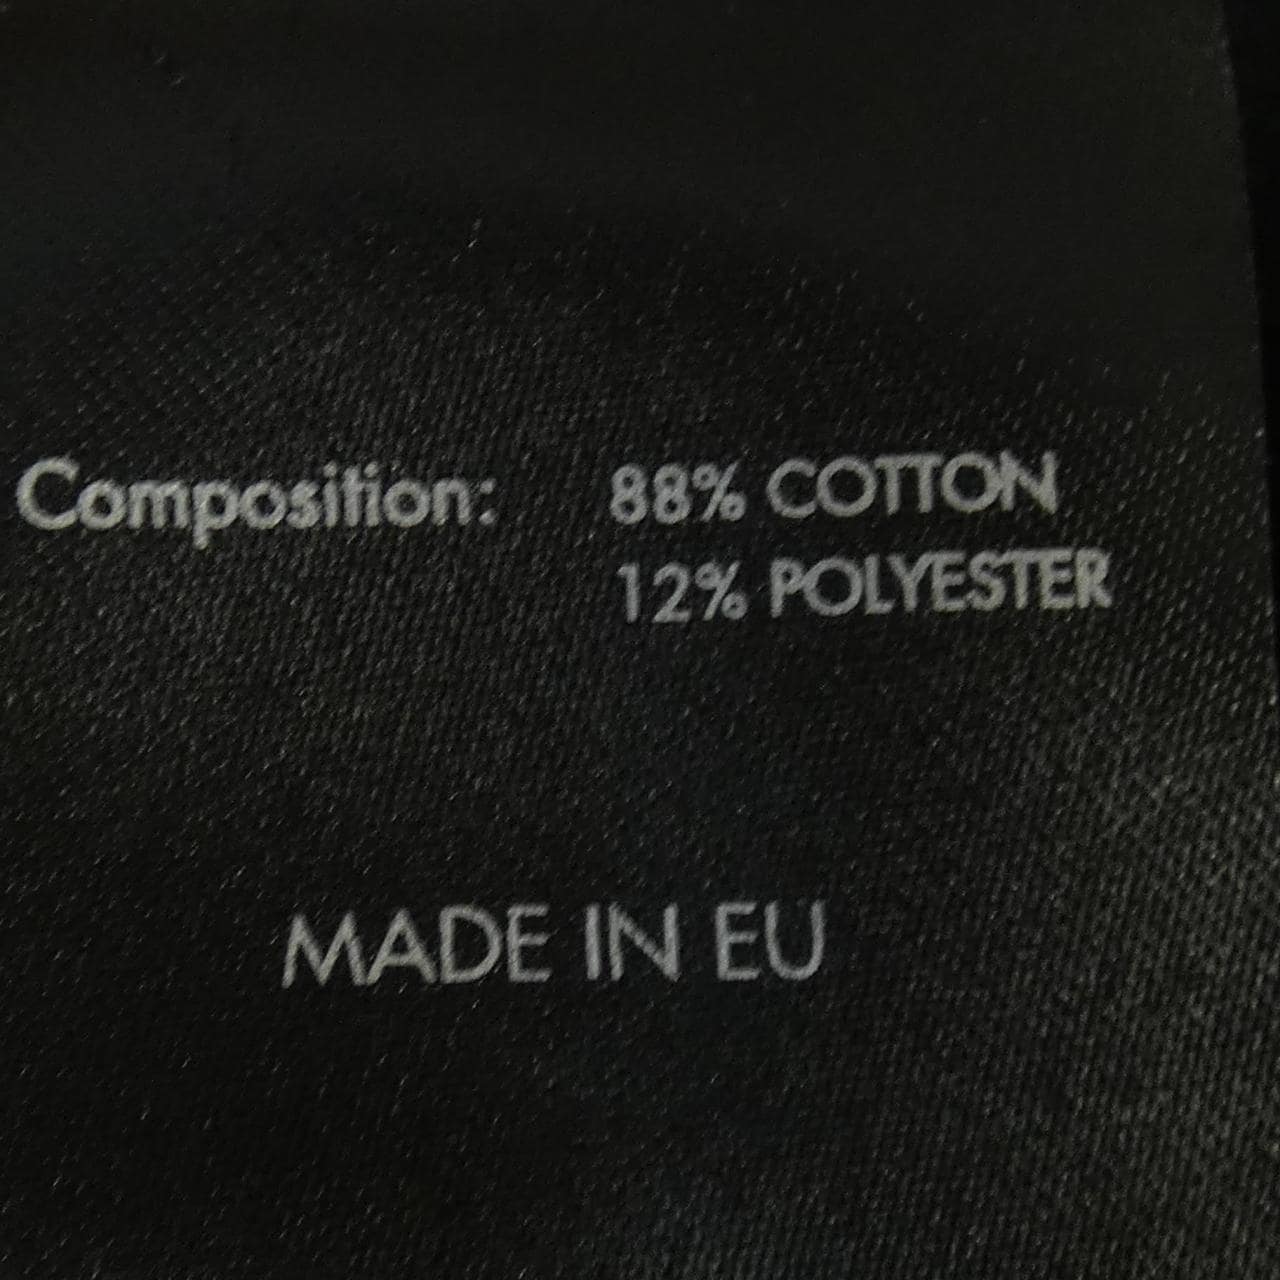 Composition: 88% COTTON
12% POLYESTER
MADE IN EU